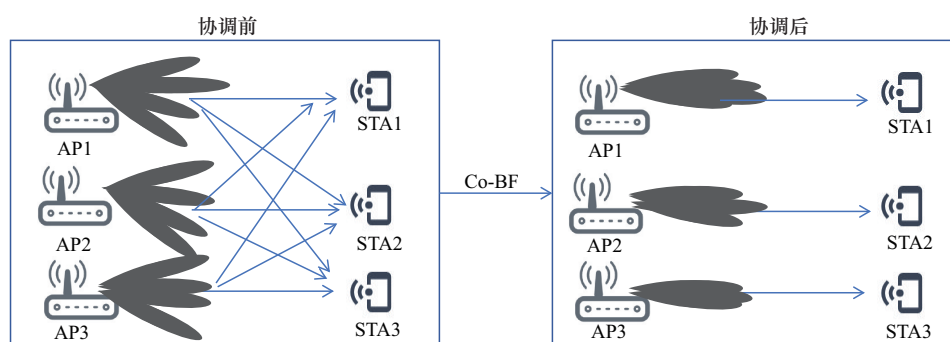 协调前
AP1
STA1
AP2
STA2
AP3
STA3
Co-BF
协调后
AP1
STA1
AP2
STA2
AP3
STA3